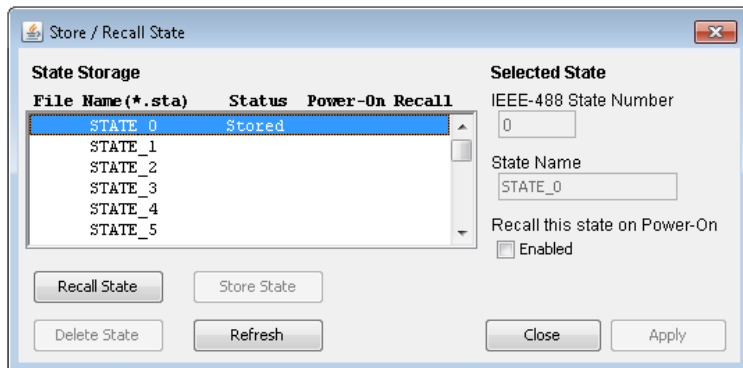 Store / Recall State
State Storage
File Name(*.sta) Status Power-On Recall
STATE_0 Stored
STATE_1
STATE_2
STATE_3
STATE_4
STATE_5
Recall State Store State
Delete State Refresh
Selected State
IEEE-488 State Number
0
State Name
STATE_0
Recall this state on Power-On
Enabled
Close Apply